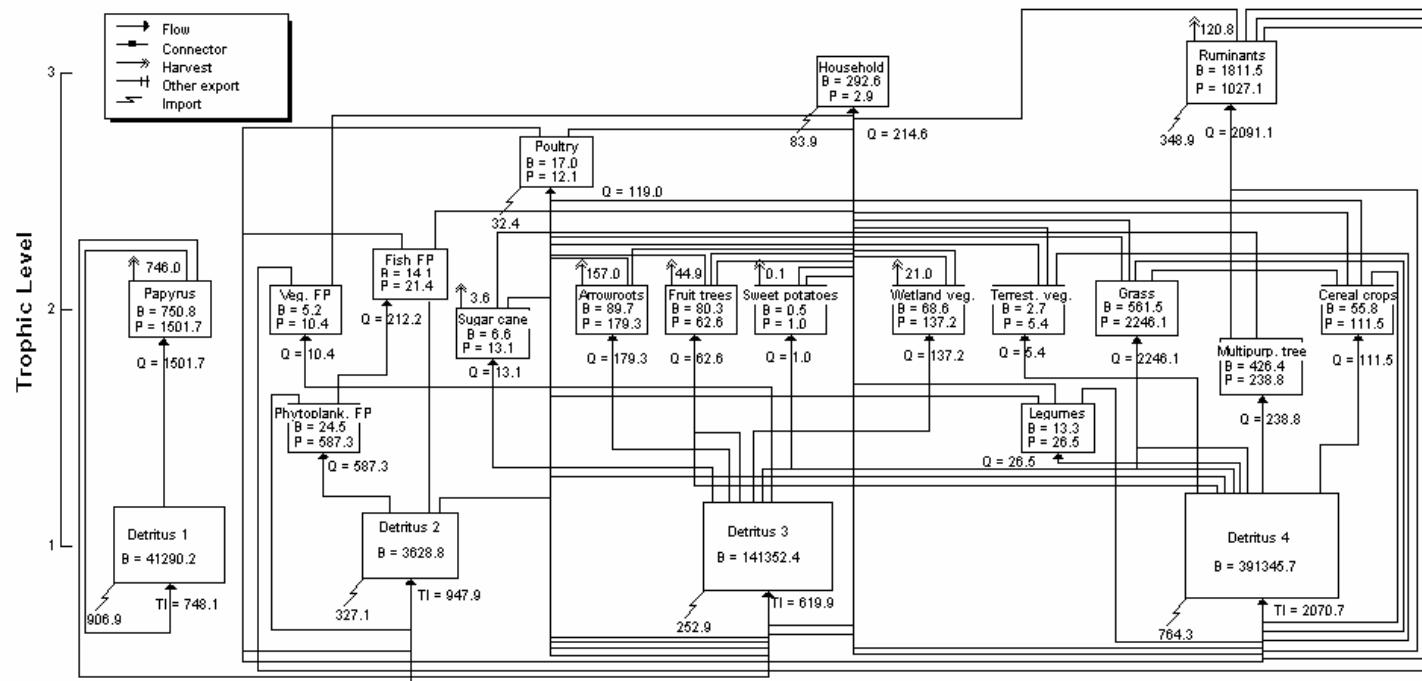 Flow
Connector
Harvest
Other export
Import
Trophic Level
3
2
1
120.8
Ruminants
B = 1811.5
P = 1027.1
348.9
Q = 2091.1
Household
B = 292.6
P = 2.9
83.9
Q = 214.6
Poultry
B = 17.0
P = 12.1
32.4
Q = 119.0
746.0
Papyrus
B = 750.8
P = 1501.7
Q = 1501.7
Veg. FP
B = 5.2
P = 10.4
Q = 10.4
Fish FP
B = 14.1
P = 21.4
Q = 212.2
3.6
Sugar cane
B = 6.6
P = 13.1
Q = 13.1
157.0
Arrowroots
B = 89.7
P = 179.3
Q = 179.3
44.9
Fruit trees
B = 80.3
P = 62.6
Q = 62.6
0.1
Sweet potatoes
B = 0.5
P = 1.0
Q = 1.0
21.0
Wetland veg.
B = 68.6
P = 137.2
Q = 137.2
Terrest. veg.
B = 2.7
P = 5.4
Q = 5.4
Grass
B = 561.5
P = 2246.1
Q = 2246.1
Multipurp. tree
B = 426.4
P = 238.8
Q = 238.8
Cereal crops
B = 55.8
P = 111.5
Q = 111.5
Phytoplank. FP
B = 24.5
P = 587.3
Q = 587.3
Legumes
B = 13.3
P = 26.5
Q = 26.5
Detritus 1
B = 41290.2
906.9
TI = 748.1
Detritus 2
B = 3628.8
327.1
TI = 947.9
Detritus 3
B = 141352.4
252.9
TI = 619.9
Detritus 4
B = 391345.7
764.3
TI = 2070.7